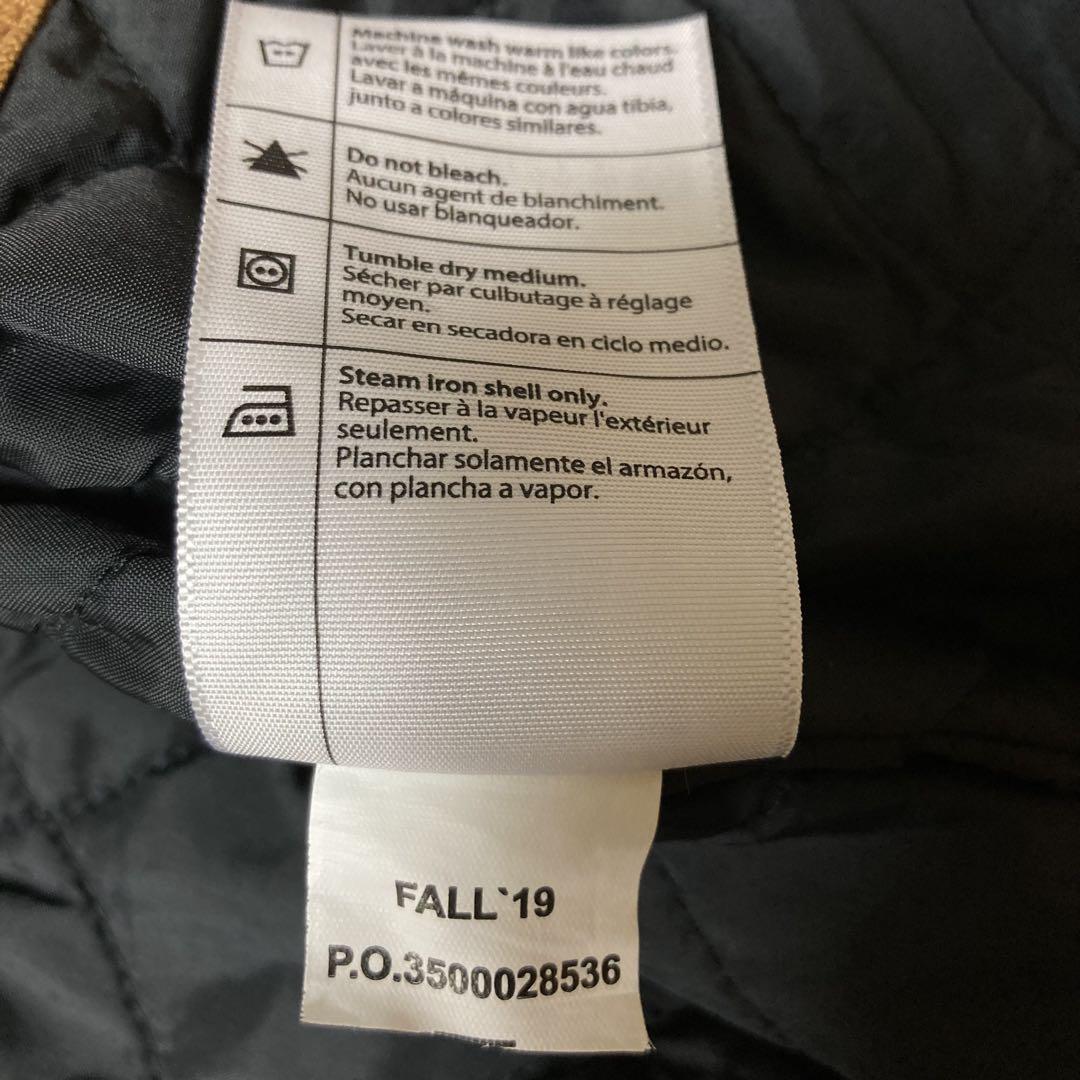 Machine wash warm like colors.
Laver à la machine à l'eau chaud
avec les mêmes couleurs.
Lavar a máquina con agua tibia,
junto a colores similares.
Do not bleach.
Aucun agent de blanchiment.
No usar blanqueador.
Tumble dry medium.
Sécher par culbutage à réglage
moyen.
Secar en secadora en ciclo medio.
Steam iron shell only.
Repasser à la vapeur l'extérieur
seulement.
Planchar solamente el armazón,
con plancha a vapor.
FALL`19
P.O.3500028536